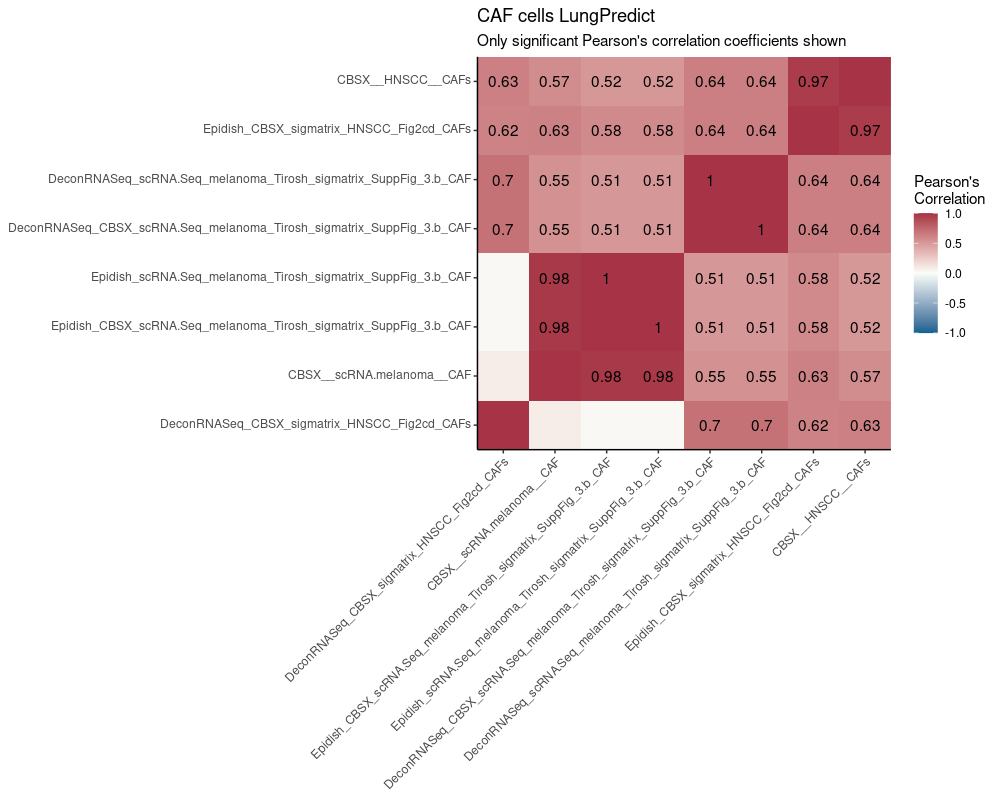 CAF cells LungPredict
Only significant Pearson's correlation coefficients shown
CBSX__HNSCC__CAFs
0.63 0.57 0.52 0.52 0.64 0.64 0.97
Epidish_CBSX_sigmatrix_HNSCC_Fig2cd_CAFs
0.62 0.63 0.58 0.58 0.64 0.64 0.97
DeconRNASeq_scRNA.Seq_melanoma_Tirosh_sigmatrix_SuppFig_3.b_CAF
0.7 0.55 0.51 0.51 1 0.64 0.64
DeconRNASeq_CBSX_scRNA.Seq_melanoma_Tirosh_sigmatrix_SuppFig_3.b_CAF
0.7 0.55 0.51 0.51 1 0.64 0.64
Epidish_scRNA.Seq_melanoma_Tirosh_sigmatrix_SuppFig_3.b_CAF
0.98 1 0.51 0.51 0.58 0.52
Epidish_CBSX_scRNA.Seq_melanoma_Tirosh_sigmatrix_SuppFig_3.b_CAF
0.98 1 0.51 0.51 0.58 0.52
CBSX__scRNA.melanoma__CAF
0.98 0.98 0.55 0.55 0.63 0.57
DeconRNASeq_CBSX_sigmatrix_HNSCC_Fig2cd_CAFs
0.7 0.7 0.62 0.63
DeconRNASeq_CBSX_sigmatrix_HNSCC_Fig2cd_CAFs
CBSX__scRNA.melanoma__CAF
Epidish_CBSX_scRNA.Seq_melanoma_Tirosh_sigmatrix_SuppFig_3.b_CAF
Epidish_scRNA.Seq_melanoma_Tirosh_sigmatrix_SuppFig_3.b_CAF
DeconRNASeq_CBSX_scRNA.Seq_melanoma_Tirosh_sigmatrix_SuppFig_3.b_CAF
DeconRNASeq_scRNA.Seq_melanoma_Tirosh_sigmatrix_SuppFig_3.b_CAF
Epidish_CBSX_sigmatrix_HNSCC_Fig2cd_CAFs
CBSX__HNSCC__CAFs
Pearson's
Correlation
1.0
0.5
0.0
-0.5
-1.0